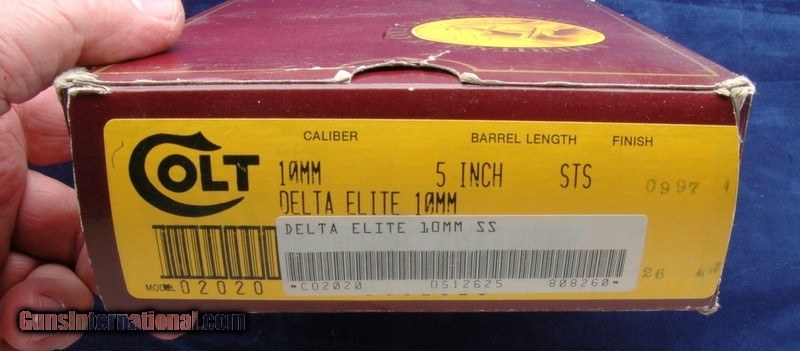 CALIBER BARREL LENGTH FINISH
COLT
10MM 5 INCH STS
0997
DELTA ELITE 10MM
DELTA ELITE 10MM SS
MODEL 02020
*CO2020 DS12625 808260*
26
GunsInternational.com